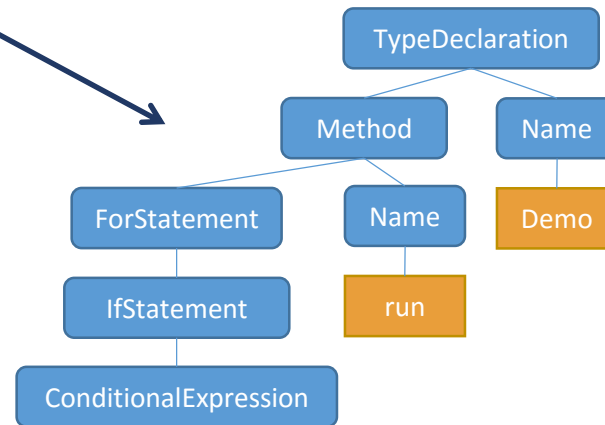 TypeDeclaration
Method
Name
ForStatement
Name
Demo
IfStatement
run
ConditionalExpression